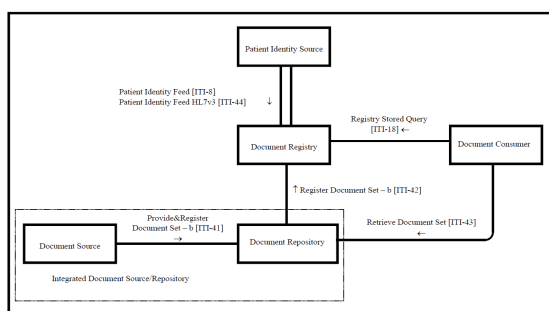 Patient Identity Source
Patient Identity Feed [ITI-8]
Patient Identity Feed HL7v3 [ITI-44] ↓
Registry Stored Query
[ITI-18] ←
Document Registry
Document Consumer
↑ Register Document Set – b [ITI-42]
Provide&Register
Document Set – b [ITI-41]
→
Retrieve Document Set [ITI-43]
←
Document Source
Document Repository
Integrated Document Source/Repository